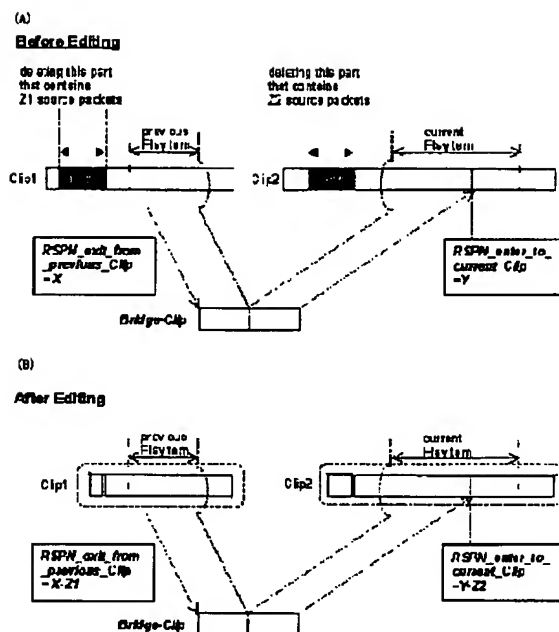 (A)
Before Editing
deleting this part
that contains
Z1 source packets
deleting this part
that contains
Z2 source packets
previous
PlayItem
current
PlayItem
Clip1
Clip2
RSPN_exit_from
_previous_Clip
=X
RSPN_enter_to_
current_Clip
=Y
Bridge-Clip
(B)
After Editing
previous
PlayItem
current
PlayItem
Clip1
Clip2
RSPN_exit_from
_previous_Clip
=X-Z1
RSPN_enter_to_
current_Clip
=Y-Z2
Bridge-Clip